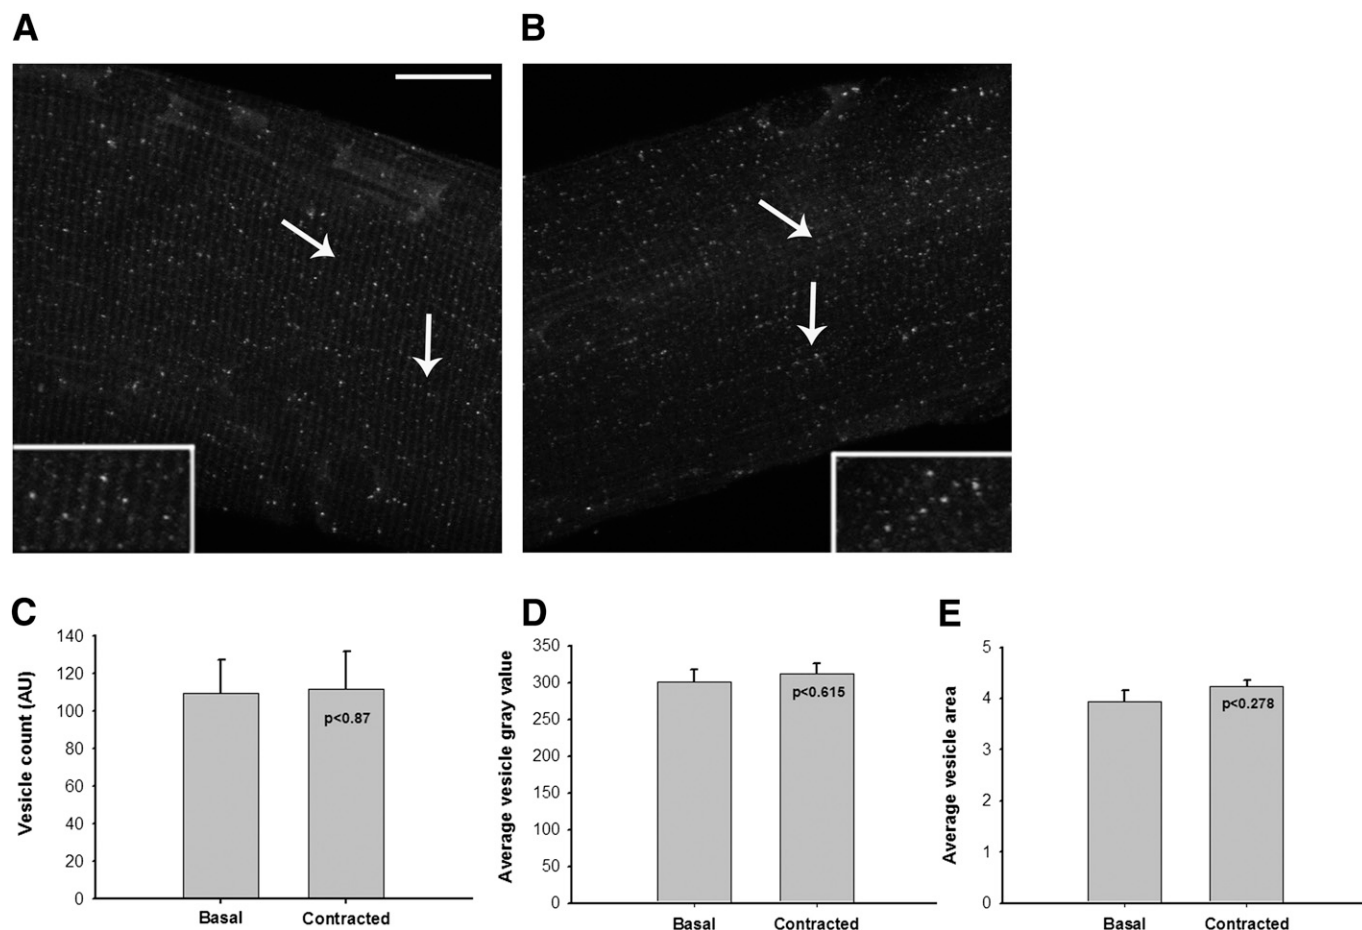 A
B
C
Vesicle count (AU)
140
120
100
80
60
40
20
0
p<0.87
Basal
Contracted
D
Average vesicle gray value
350
300
250
200
150
100
50
0
p<0.615
Basal
Contracted
E
Average vesicle area
5
4
3
2
1
0
p<0.278
Basal
Contracted